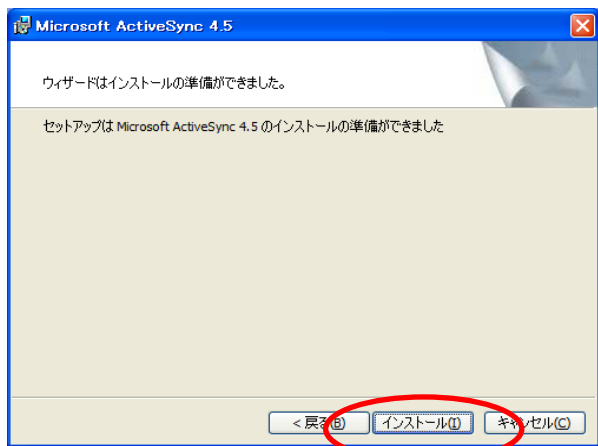 Microsoft ActiveSync 4.5
ウィザードはインストールの準備ができました。
セットアップは Microsoft ActiveSync 4.5 のインストールの準備ができました
< 戻る(B) インストール(I) キャンセル(C)